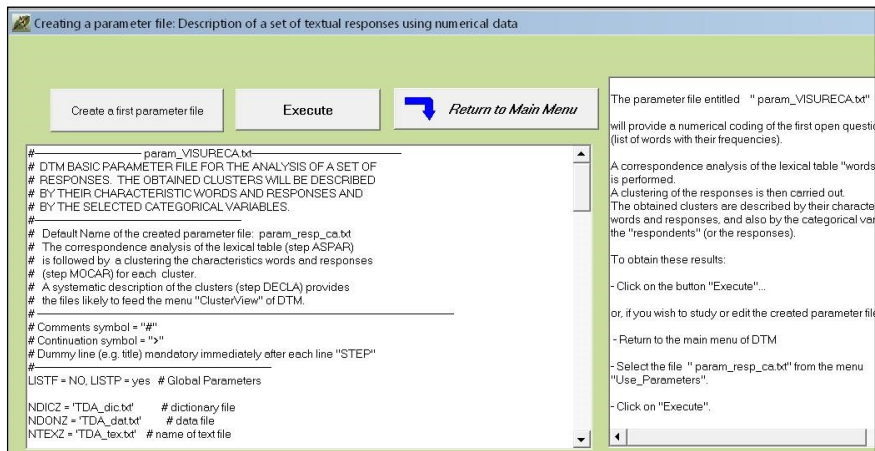 Creating a parameter file: Description of a set of textual responses using numerical data
Create a first parameter file
Execute
Return to Main Menu
#———————— param_VISURECA.txt————————————
# DTM BASIC PARAMETER FILE FOR THE ANALYSIS OF A SET OF
# RESPONSES. THE OBTAINED CLUSTERS WILL BE DESCRIBED
# BY THEIR CHARACTERISTIC WORDS AND RESPONSES AND
# BY THE SELECTED CATEGORICAL VARIABLES.
#————————————————
# Default Name of the created parameter file: param_resp_ca.txt
# The correspondence analysis of the lexical table (step ASPAR)
# is followed by a clustering the characteristics words and responses
# (step MOCAR) for each cluster.
# A systematic description of the clusters (step DECLA) provides
# the files likely to feed the menu "ClusterView" of DTM.
#————————————————————————————————
# Comments symbol = "#"
# Continuation symbol = ">"
# Dummy line (e.g. title) mandatory immediately after each line "STEP"
#————————————————
LISTF = NO, LISTP = yes # Global Parameters
NDICZ = 'TDA_dic.txt' # dictionary file
NDONZ = 'TDA_dat.txt' # data file
NTEXZ = 'TDA_tex.txt' # name of text file
The parameter file entitled " param_VISURECA.txt"
will provide a numerical coding of the first open questic
(list of words with their frequencies).
A correspondence analysis of the lexical table "words
is performed.
A clustering of the responses is then carried out.
The obtained clusters are described by their characte
words and responses, and also by the categorical var
the "respondents" (or the responses).
To obtain these results:
- Click on the button "Execute"...
or, if you wish to study or edit the created parameter file
- Return to the main menu of DTM
- Select the file " param_resp_ca.txt" from the menu
"Use_Parameters".
- Click on "Execute".